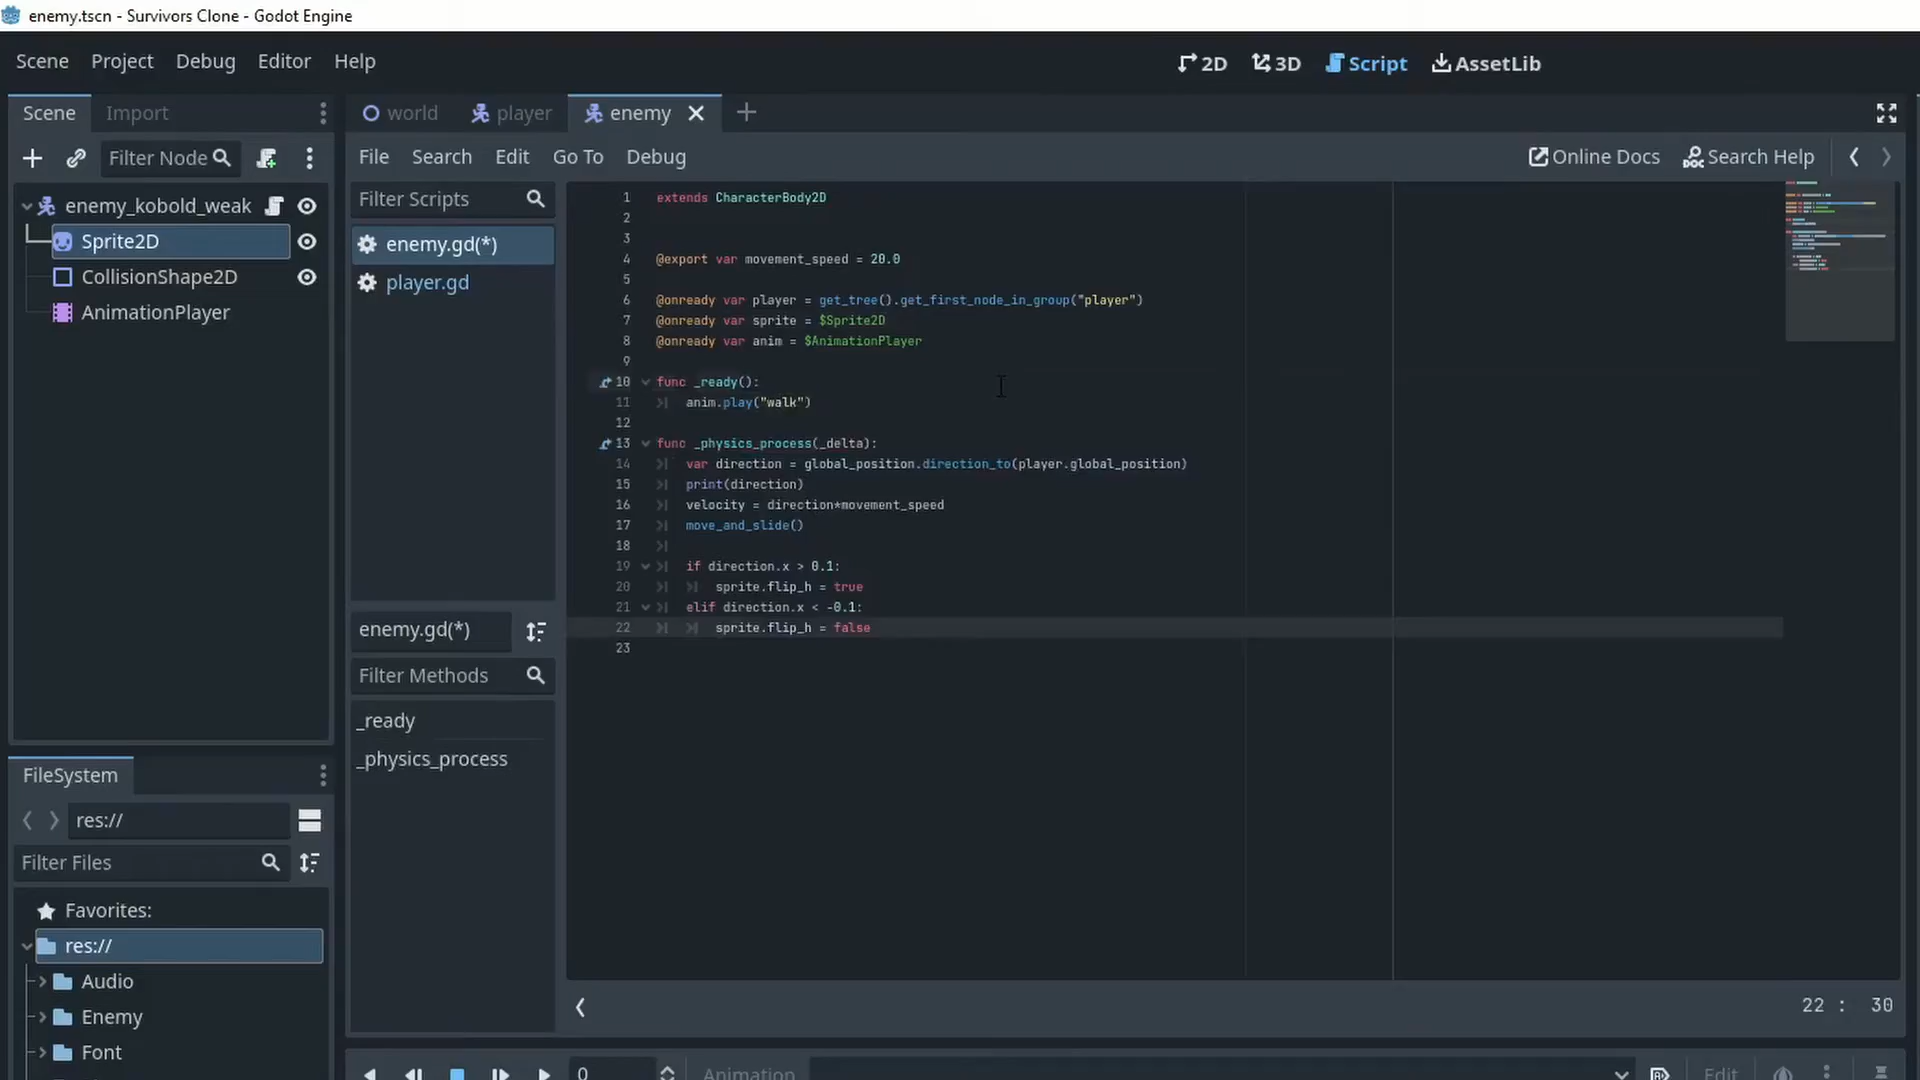 enemy.tscn - Survivors Clone - Godot Engine
Scene Project Debug Editor Help
2D 3D Script AssetLib
Scene Import
world player enemy
Filter Node
File Search Edit Go To Debug
Online Docs Search Help
enemy_kobold_weak
Sprite2D
CollisionShape2D
AnimationPlayer
Filter Scripts
enemy.gd(*)
player.gd
enemy.gd(*)
Filter Methods
_ready
_physics_process
1 extends CharacterBody2D
2
3
4 @export var movement_speed = 20.0
5
6 @onready var player = get_tree().get_first_node_in_group("player")
7 @onready var sprite = $Sprite2D
8 @onready var anim = $AnimationPlayer
9
10 func _ready():
11 anim.play("walk")
12
13 func _physics_process(_delta):
14 var direction = global_position.direction_to(player.global_position)
15 print(direction)
16 velocity = direction*movement_speed
17 move_and_slide()
18
19 if direction.x > 0.1:
20 sprite.flip_h = true
21 elif direction.x < -0.1:
22 sprite.flip_h = false
23
22 : 30
FileSystem
res://
Filter Files
Favorites:
res://
Audio
Enemy
Font
0 Animation Edit